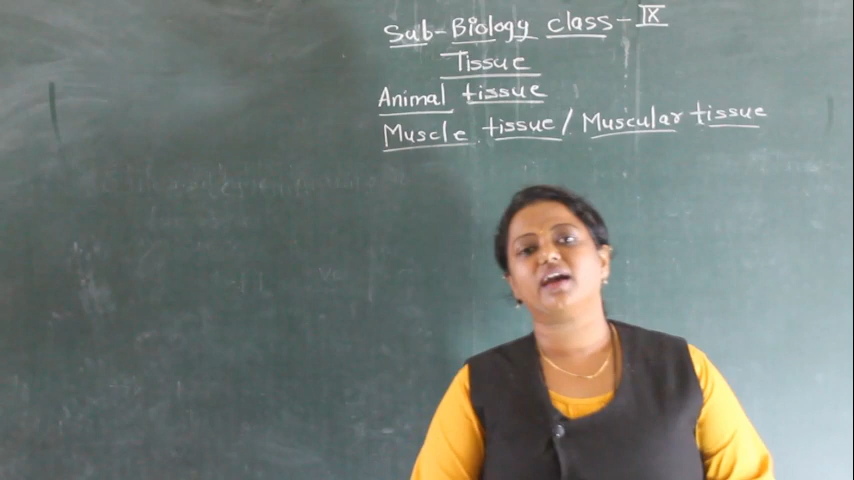 Sub-Biology class-IX
Tissue
Animal tissue
Muscle tissue / Muscular tissue